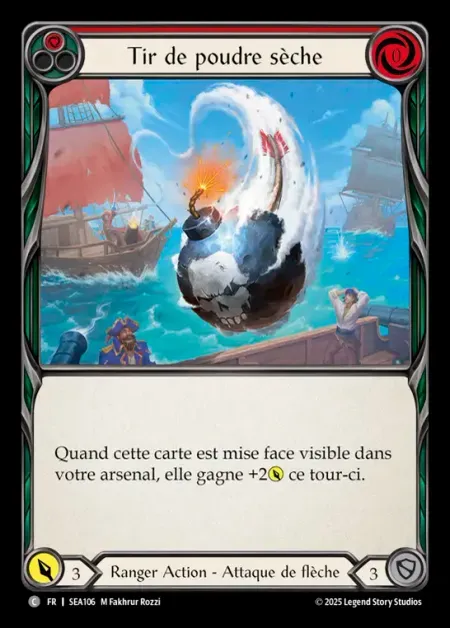 Tir de poudre sèche
0
Quand cette carte est mise face visible dans
votre arsenal, elle gagne +2 ce tour-ci.
3 Ranger Action - Attaque de flèche 3
C FR | SEA106 M Fakhrur Rozzi © 2025 Legend Story Studios